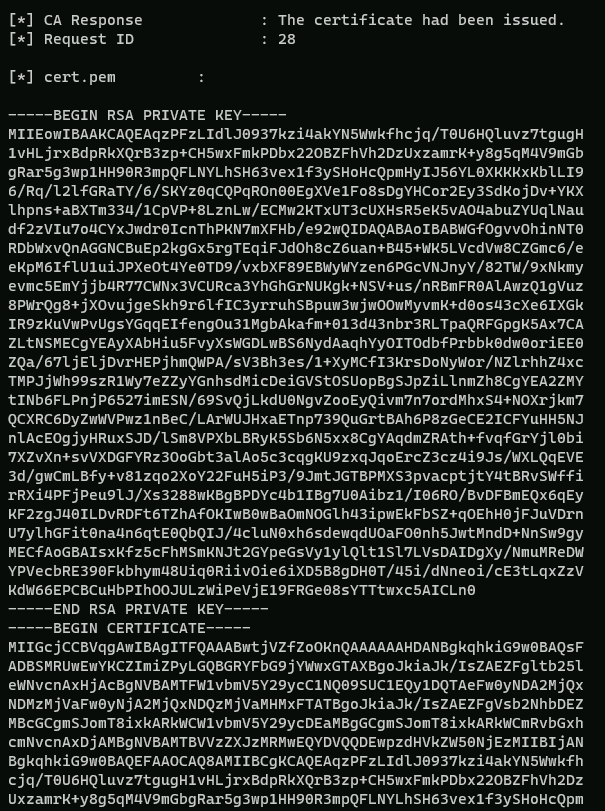 [*] CA Response : The certificate had been issued.
[*] Request ID : 28
[*] cert.pem :
-----BEGIN RSA PRIVATE KEY-----
MIIEowIBAAKCAQEAqzPFzLIdlJ0937kzi4akYN5Wwkfhcjq/T0U6HQluvz7tgugH
1vHLjrxBdpRkXQrB3zp+CH5wxFmkPDbx22OBZFhVh2DzUxzamrK+y8g5qM4V9mGb
gRar5g3wp1HH90R3mpQFLNYLhSH63vex1f3ySHoHcQpmHyIJ56YL0XKKKxKblLI9
6/Rq/l2lfGRaTY/6/SKYz0qCQPqROn00EgXVe1Fo8sDgYHCor2Ey3SdKojDv+YKX
lhpns+aBXTm334/1CpVP+8LznLw/ECMw2KTxUT3cUXHsR5eK5vAO4abuZYUqlNau
df2zVIu7o4CYxJwdr0IcnThPKN7mXFHb/e92wQIDAQABAoIBABWGfOgvvOhinNT0
RDbWxvQnAGGNCBuEp2kgGx5rgTEqiFJdOh8cZ6uan+B45+WK5LVcdVw8CZGmc6/e
eKpM6IflU1uiJPXeOt4Ye0TD9/vxbXF89EBWyWYzen6PGcVNJnyY/82TW/9xNkmy
evmc5EmYjjb4R77CWNx3VCURca3YhGhGrNUKgk+NSV+us/nRBmFR0AlAwzQ1gVuz
8PWrQg8+jXOvujgeSkh9r6lfIC3yrruhSBpuw3wjwOOwMyvmK+d0os43cXe6IXGk
IR9zKuVwPvUgsYGqqEIfengOu31MgbAkafm+013d43nbr3RLTpaQRFGpgK5Ax7CA
ZLtNSMECgYEAyXAbHiu5FvyXsWGDLwBS6NydAaqhYyOITOdbfPrbbk0dw0oriEE0
ZQa/67ljEljDvrHEPjhmQWPA/sV3Bh3es/1+XyMCfI3KrsDoNyWor/NZlrhhZ4xc
TMPJjWh99szR1Wy7eZZyYGnhsdMicDeiGVStOSUopBgSJpZiLlnmZh8CgYEA2ZMY
tINb6FLPnjP6527imESN/69SvQjLkdU0NgvZooEyQivm7n7ordMhxS4+NOXrjkm7
QCXRC6DyZwWVPwz1nBeC/LArWUJHxaETnp739QuGrtBAh6P8zGeCE2ICFYuHH5NJ
nlAcEOgjyHRuxSJD/lSm8VPXbLBRyK5Sb6N5xx8CgYAqdmZRAth+fvqfGrYjl0bi
7XZvXn+svVXDGFYRz3OoGbt3alAo5c3cqgKU9zxqJqoErcZ3cz4i9Js/WXLQqEVE
3d/gwCmLBfy+v81zqo2XoY22FuH5iP3/9JmtJGTBPMXS3pvacptjtY4tBRvSWffi
rRXi4PFjPeu9lJ/Xs3288wKBgBPDYc4b1IBg7U0Aibz1/I06RO/BvDFBmEQx6qEy
KF2zgJ40ILDvRDFt6TZhAfOKIwB0wBaOmNOGlh43ipwEkFbSZ+qOEhH0jFJuVDrn
U7ylhGFit0na4n6qtE0QbQIJ/4cluN0xh6sdewqdUOaFO0nh5JwtMndD+NnSw9gy
MECfAoGBAIsxKfz5cFhMSmKNJt2GYpeGsVy1ylQlt1Sl7LVsDAIDgXy/NmuMReDW
YPVecbRE390Fkbhym48Uiq0RiivOie6iXD5B8gDH0T/45i/dNneoi/cE3tLqxZzV
KdW66EPCBCuHbPIhOOJULzWiPeVjE19FRGe08sYTTtwxc5AICLn0
-----END RSA PRIVATE KEY-----
-----BEGIN CERTIFICATE-----
MIIGcjCCBVqgAwIBAgITFQAAABwtjVZfZoOKnQAAAAAAHDANBgkqhkiG9w0BAQsF
ADBSMRUwEwYKCZImiZPyLGQBGRYFbG9jYWwxGTAXBgoJkiaJk/IsZAEZFgltb25l
eWNvcnAxHjAcBgNVBAMTFW1vbmV5Y29ycC1NQ09SUC1EQy1DQTAeFw0yNDA2MjQx
NDMzMjVaFw0yNjA2MjQxNDQzMjVaMHMxFTATBgoJkiaJk/IsZAEZFgVsb2NhbDEZ
MBcGCgmSJomT8ixkARkWCW1vbmV5Y29ycDEaMBgGCgmSJomT8ixkARkWCmRvbGxh
cmNvcnAxDjAMBgNVBAMTBVVzZXJzMRMwEQYDVQQDEwpzdHVkZW50NjEzMIIBIjAN
BgkqhkiG9w0BAQEFAAOCAQ8AMIIBCgKCAQEAqzPFzLIdlJ0937kzi4akYN5Wwkfh
cjq/T0U6HQluvz7tgugH1vHLjrxBdpRkXQrB3zp+CH5wxFmkPDbx22OBZFhVh2Dz
UxzamrK+y8g5qM4V9mGbgRar5g3wp1HH90R3mpQFLNYLhSH63vex1f3ySHoHcQpm